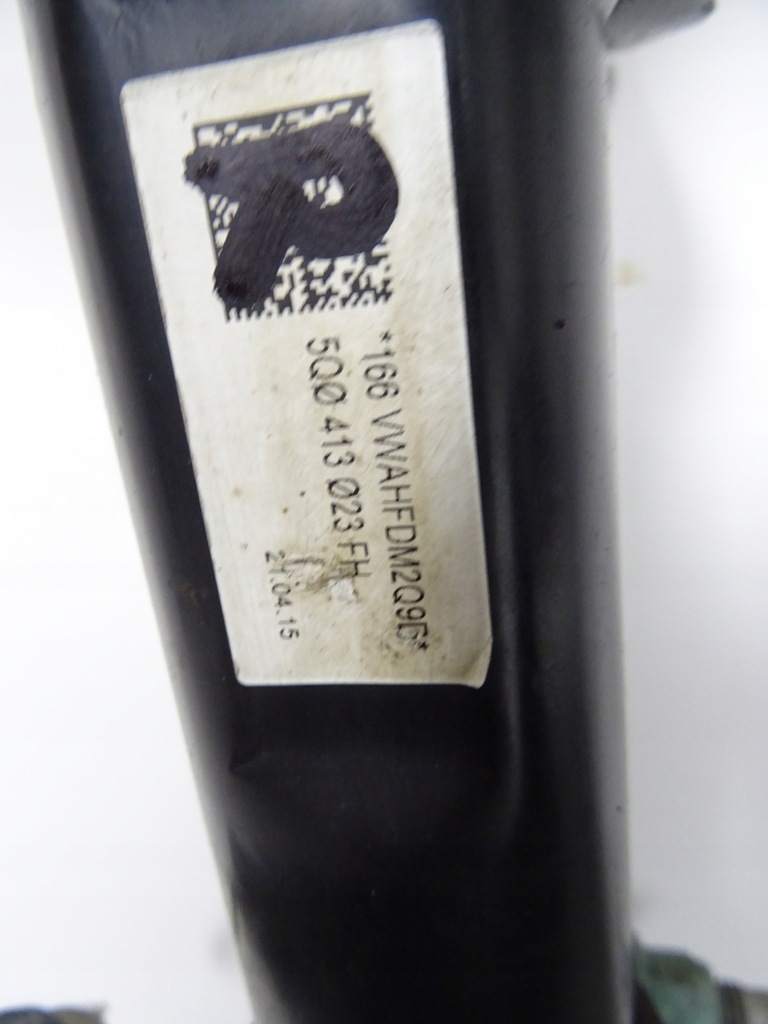 R
*166 VWAHFDM2Q9D*
5Q0 413 023 FH
21.04.15